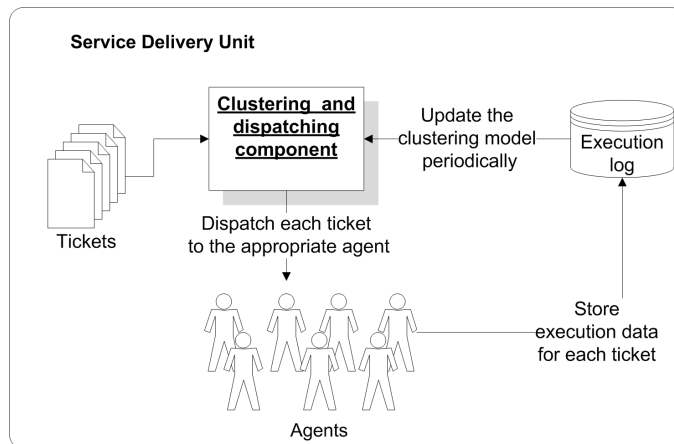 Service Delivery Unit
Clustering and
dispatching
component
Update the
clustering model
periodically
Execution
log
Tickets
Dispatch each ticket
to the appropriate agent
Store
execution data
for each ticket
Agents